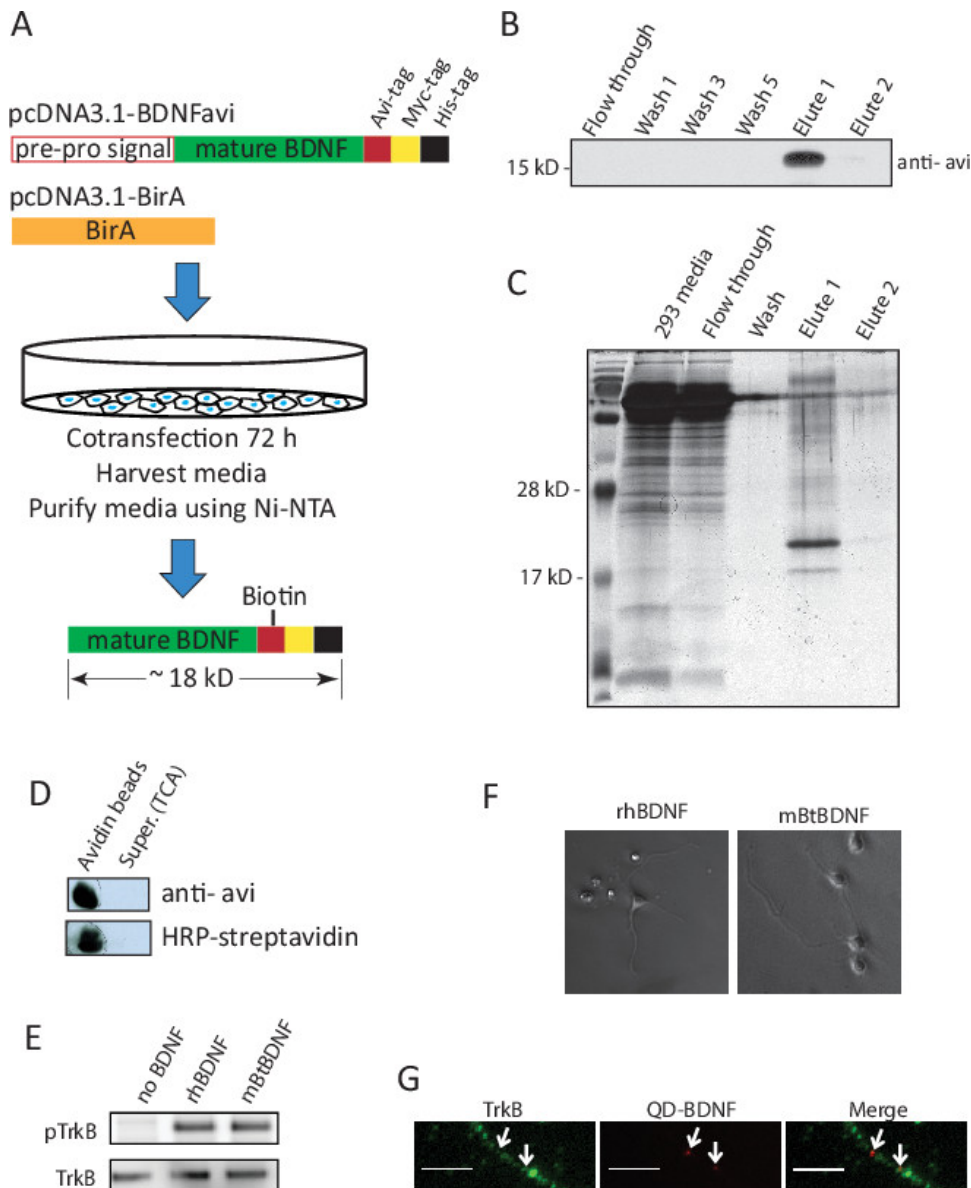 A
pcDNA3.1-BDNFavi
Avi-tag
Myc-tag
His-tag
pre-pro signal
mature BDNF
pcDNA3.1-BirA
BirA
Cotransfection 72 h
Harvest media
Purify media using Ni-NTA
Biotin
mature BDNF
~ 18 kD
B
Flow through
Wash 1
Wash 3
Wash 5
Elute 1
Elute 2
15 kD -
anti- avi
C
293 media
Flow through
Wash
Elute 1
Elute 2
28 kD -
17 kD -
D
Avidin beads
Super. (TCA)
anti- avi
HRP-streptavidin
E
no BDNF
rhBDNF
mBtBDNF
pTrkB
TrkB
F
rhBDNF
mBtBDNF
G
TrkB
QD-BDNF
Merge